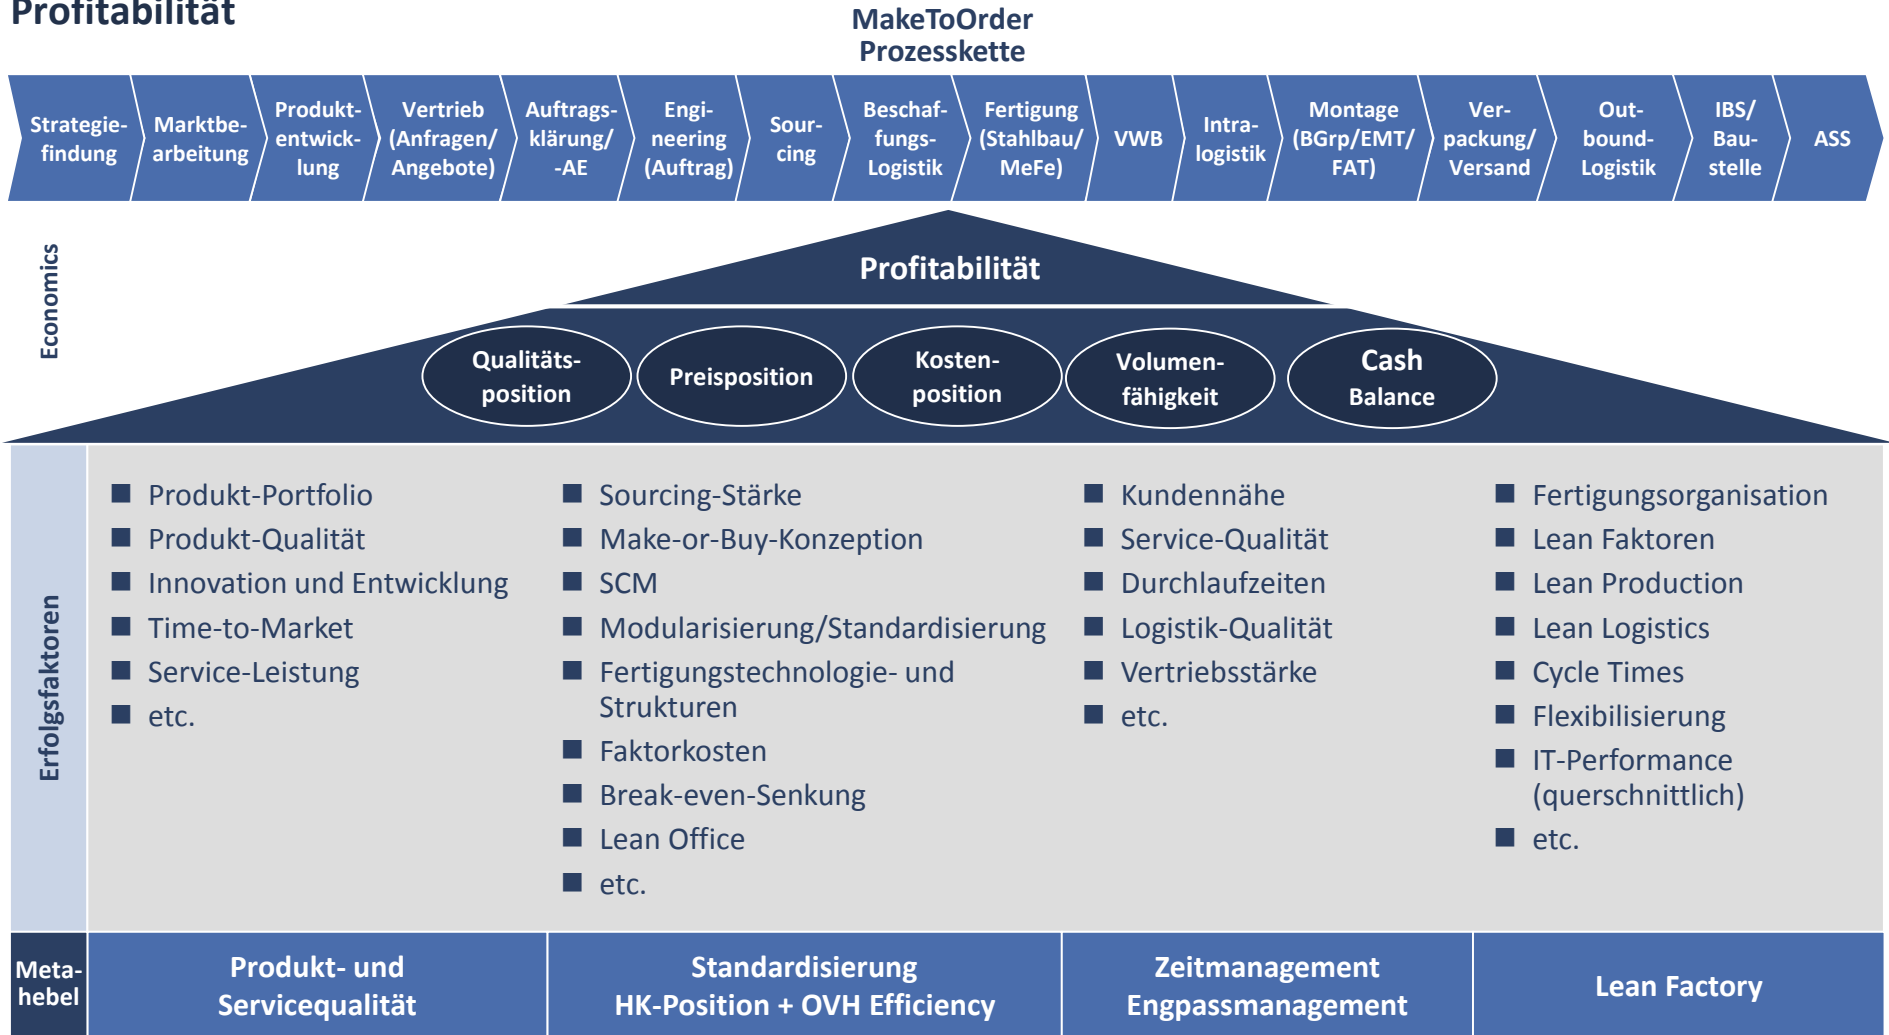 Profitabilität
MakeToOrder
Prozesskette
Strategie-
findung
Marktbe-
arbeitung
Produkt-
entwick-
lung
Vertrieb
(Anfragen/
Angebote)
Auftrags-
klärung/
-AE
Engi-
neering
(Auftrag)
Sour-
cing
Beschaf-
fungs-
Logistik
Fertigung
(Stahlbau/
MeFe)
VWB
Intra-
logistik
Montage
(BGrp/EMT/
FAT)
Ver-
packung/
Versand
Out-
bound-
Logistik
IBS/
Bau-
stelle
ASS
Economics
Profitabilität
Qualitäts-
position
Preisposition
Kosten-
position
Volumen-
fähigkeit
Cash
Balance
Erfolgsfaktoren
Produkt-Portfolio
Produkt-Qualität
Innovation und Entwicklung
Time-to-Market
Service-Leistung
etc.
Sourcing-Stärke
Make-or-Buy-Konzeption
SCM
Modularisierung/Standardisierung
Fertigungstechnologie- und
Strukturen
Faktorkosten
Break-even-Senkung
Lean Office
etc.
Kundennähe
Service-Qualität
Durchlaufzeiten
Logistik-Qualität
Vertriebsstärke
etc.
Fertigungsorganisation
Lean Faktoren
Lean Production
Lean Logistics
Cycle Times
Flexibilisierung
IT-Performance
(querschnittlich)
etc.
Meta-
hebel
Produkt- und
Servicequalität
Standardisierung
HK-Position + OVH Efficiency
Zeitmanagement
Engpassmanagement
Lean Factory